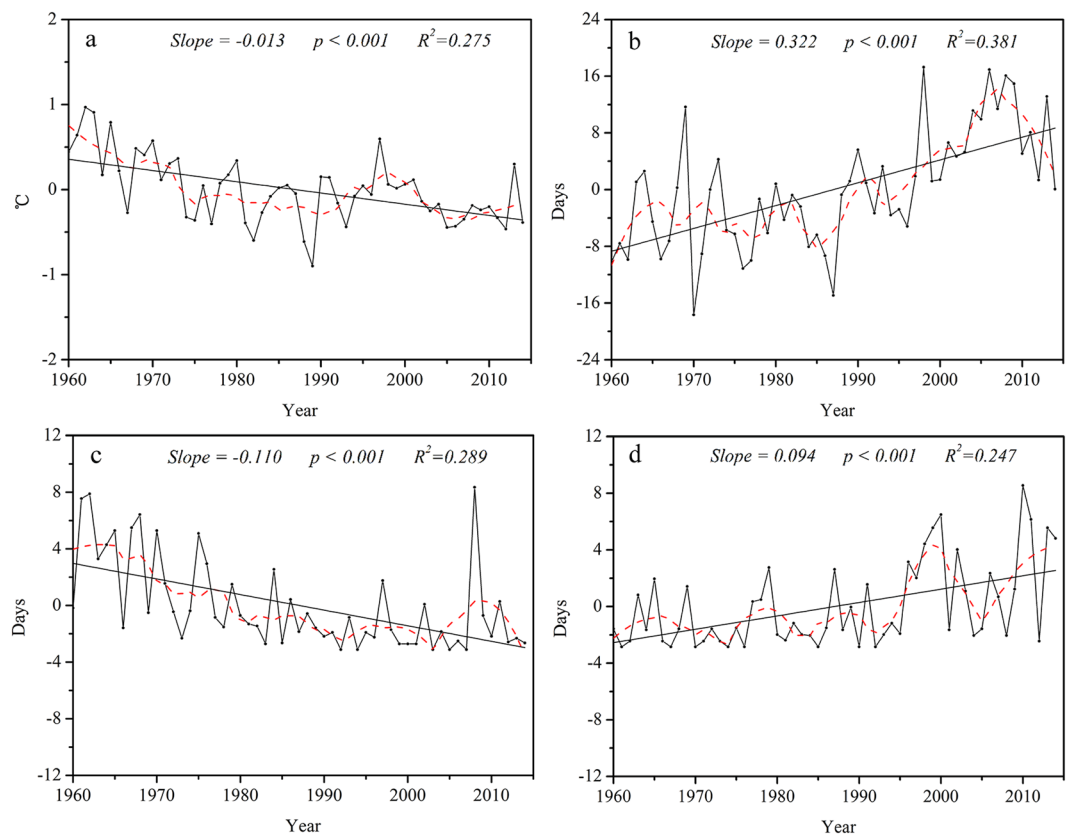 a Slope = -0.013 p < 0.001 R²=0.275
2
1
0
-1
-2
℃
1960 1970 1980 1990 2000 2010
Year
b Slope = 0.322 p < 0.001 R²=0.381
24
16
8
0
-8
-16
-24
Days
1960 1970 1980 1990 2000 2010
Year
c Slope = -0.110 p < 0.001 R²=0.289
12
8
4
0
-4
-8
-12
Days
1960 1970 1980 1990 2000 2010
Year
d Slope = 0.094 p < 0.001 R²=0.247
12
8
4
0
-4
-8
-12
Days
1960 1970 1980 1990 2000 2010
Year